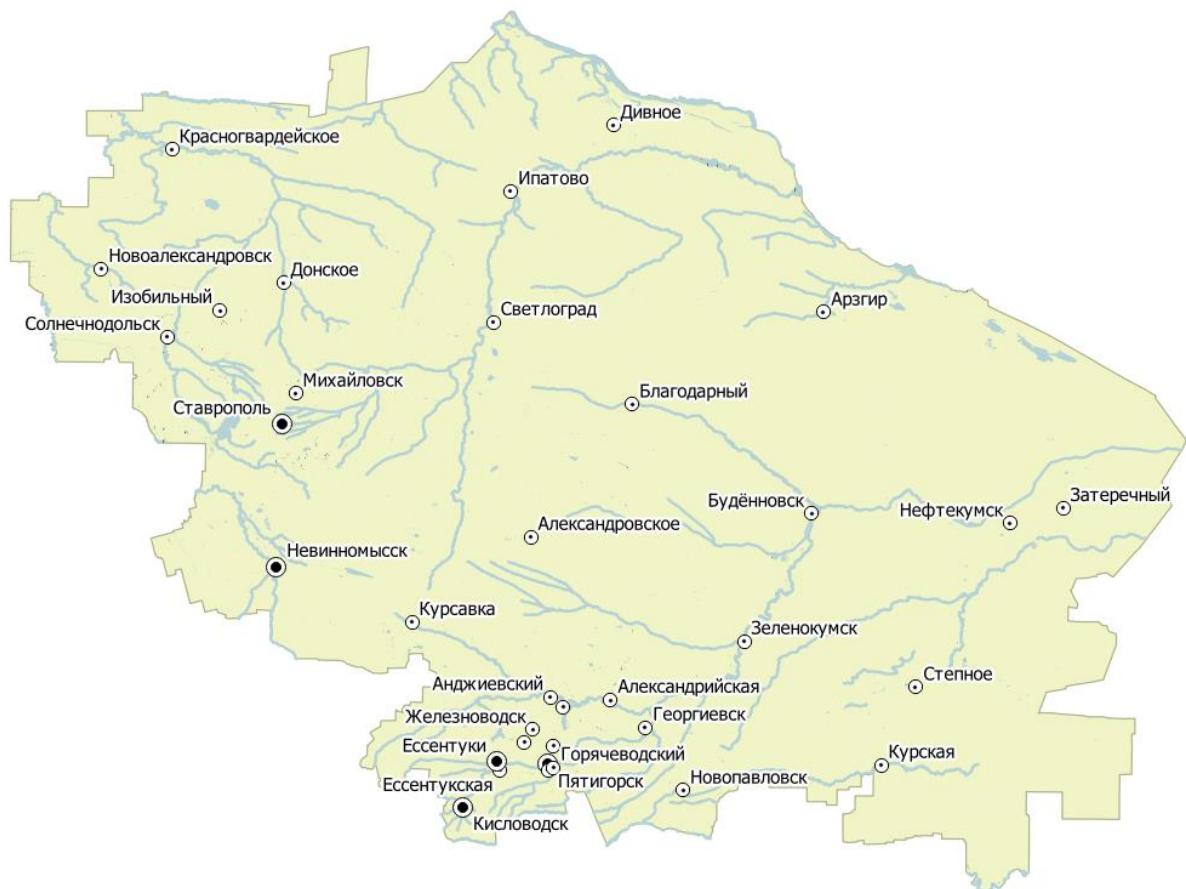 Дивное
Красногвардейское
Ипатово
Новоалександровск
Донское
Изобильный
Арзгир
Светлоград
Солнечнодольск
Михайловск
Благодарный
Ставрополь
Затеречный
Будённовск
Нефтекумск
Александровское
Невинномысск
Курсавка
Зеленокумск
Степное
Анджиевский
Александрийская
Железноводск
Георгиевск
Ессентуки
Горячеводский
Курская
Пятигорск
Новопавловск
Ессентукская
Кисловодск